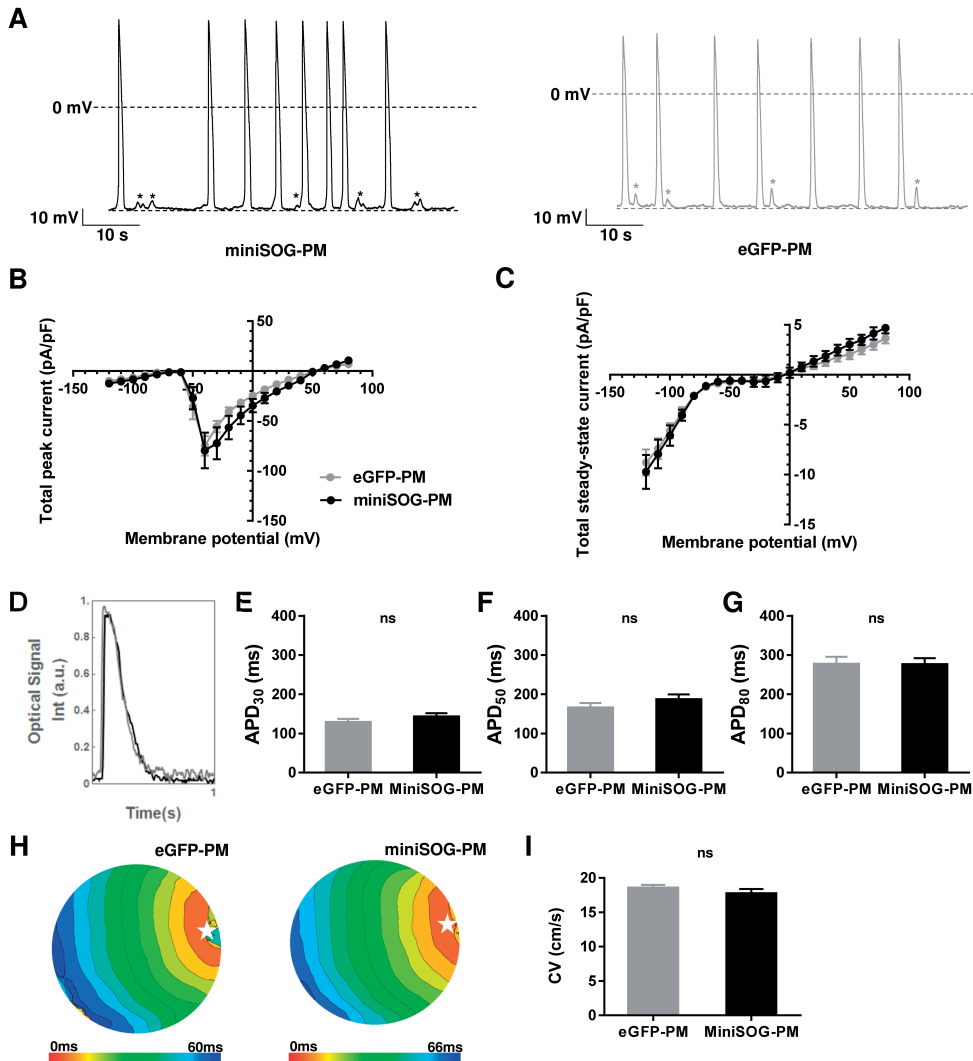 A
0 mV
10 mV
10 s
miniSOG-PM
* * * * *
0 mV
10 mV
10 s
eGFP-PM
* * * *
B
Total peak current (pA/pF)
50
-150 -100 -50 50 100
-50
-100
-150
eGFP-PM
miniSOG-PM
Membrane potential (mV)
C
Total steady-state current (pA/pF)
5
-150 -100 -50 50 100
-5
-10
-15
Membrane potential (mV)
D
Optical Signal
Int (a.u.)
1.
0.8
0.6
0.4
0.2
0
1
Time(s)
E
ns
APD30 (ms)
400
300
200
100
0
eGFP-PM MiniSOG-PM
F
ns
APD50 (ms)
400
300
200
100
0
eGFP-PM MiniSOG-PM
G
ns
APD80 (ms)
400
300
200
100
0
eGFP-PM MiniSOG-PM
H
eGFP-PM
0ms 60ms
miniSOG-PM
0ms 66ms
I
ns
CV (cm/s)
20
15
10
5
0
eGFP-PM MiniSOG-PM